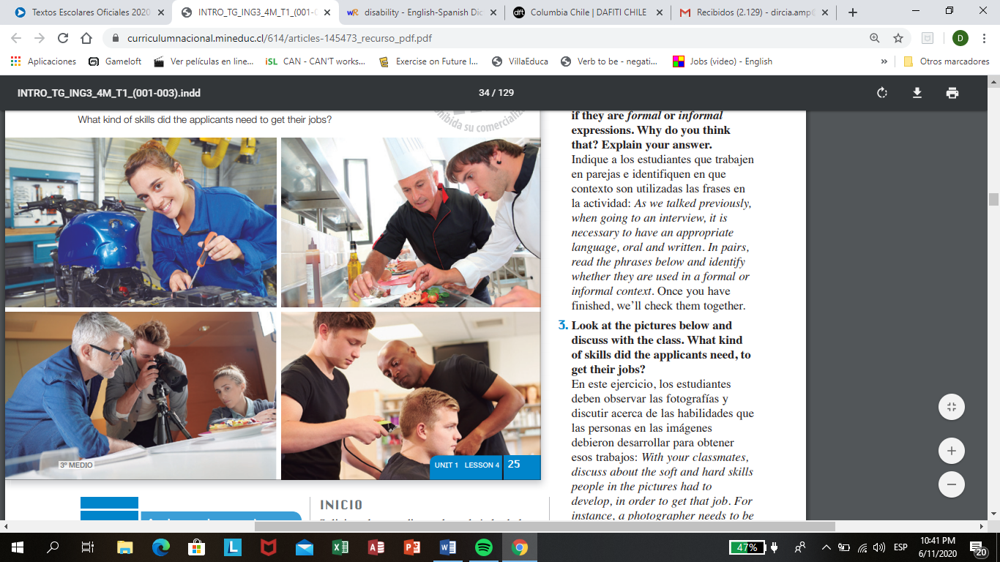 Textos Escolares Oficiales 2020
INTRO_TG_ING3_4M_T1_(001-0
wR disability - English-Spanish Dic
dft Columbia Chile | DAFITI CHILE
Recibidos (2.129) - dircia.amp@
curriculumnacional.mineduc.cl/614/articles-145473_recurso_pdf.pdf
D
Aplicaciones
Gameloft
Ver películas en line...
iSL CAN - CAN'T works...
Exercise on Future I...
VillaEduca
Verb to be - negati...
Jobs (video) - English
»
Otros marcadores
INTRO_TG_ING3_4M_T1_(001-003).indd
34 / 129
What kind of skills did the applicants need to get their jobs?
su comercializ
3º MEDIO
UNIT 1 LESSON 4 25
if they are formal or informal
expressions. Why do you think
that? Explain your answer.
Indique a los estudiantes que trabajen
en parejas e identifiquen en que
contexto son utilizadas las frases en
la actividad: As we talked previously,
when going to an interview, it is
necessary to have an appropriate
language, oral and written. In pairs,
read the phrases below and identify
whether they are used in a formal or
informal context. Once you have
finished, we'll check them together.
3. Look at the pictures below and
discuss with the class. What kind
of skills did the applicants need, to
get their jobs?
En este ejercicio, los estudiantes
deben observar las fotografías y
discutir acerca de las habilidades que
las personas en las imágenes
debieron desarrollar para obtener
esos trabajos: With your classmates,
discuss about the soft and hard skills
people in the pictures had to
develop, in order to get that job. For
instance, a photographer needs to be
INICIO
47%
ESP
10:41 PM
6/11/2020
20